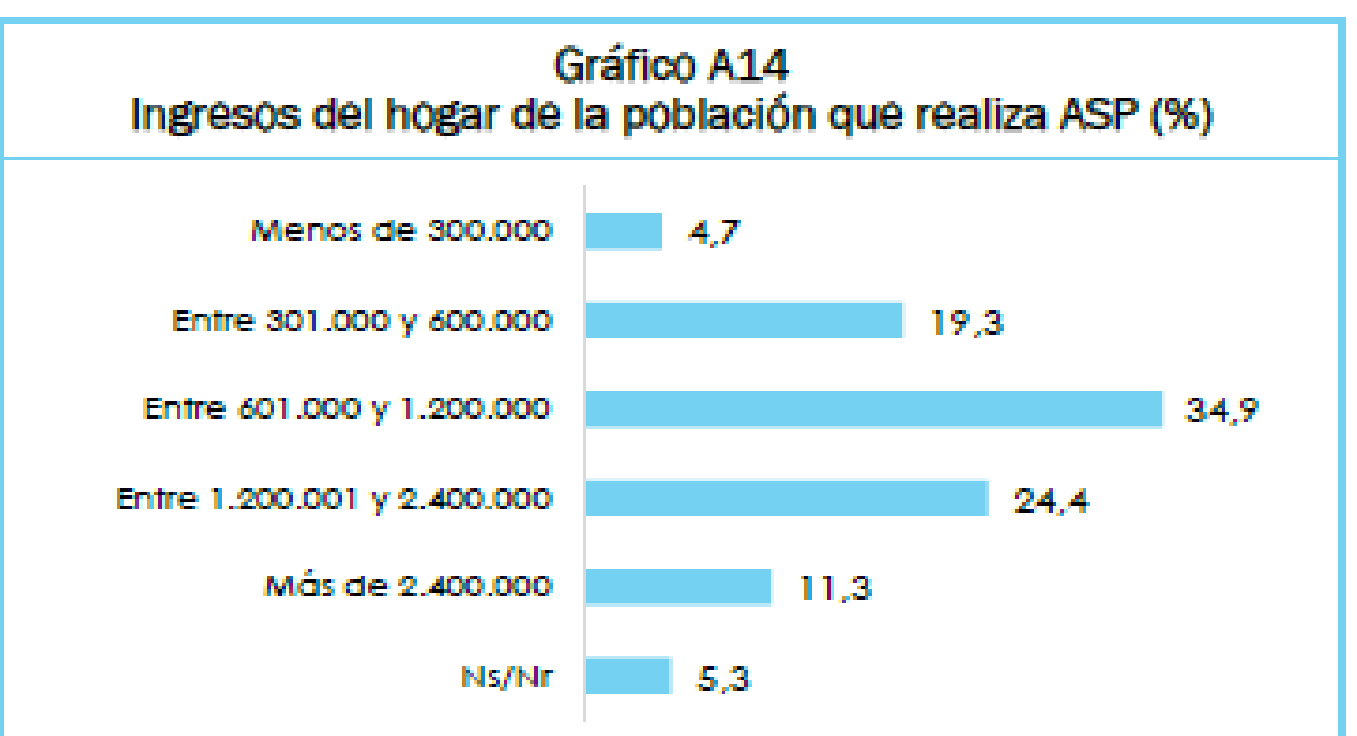 Gráfico A14
Ingresos del hogar de la población que realiza ASP (%)
Menos de 300.000 4,7
Entre 301.000 y 600.000 19,3
Entre 601.000 y 1.200.000 34,9
Entre 1.200.001 y 2.400.000 24,4
Más de 2.400.000 11,3
Ns/Nr 5,3